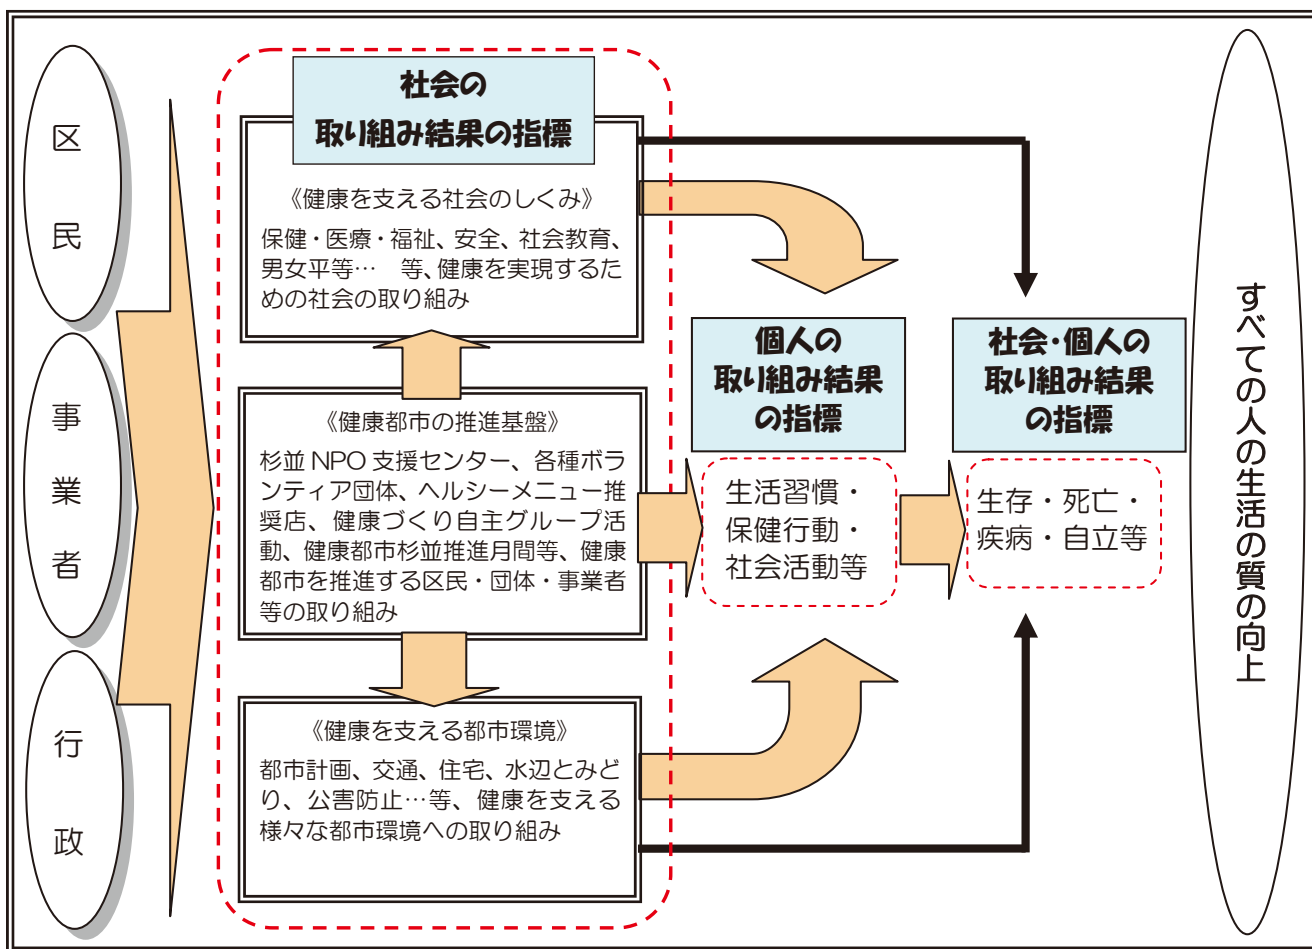 区民
事業者
行政
社会の
取り組み結果の指標
《健康を支える社会のしくみ》
保健・医療・福祉、安全、社会教育、
男女平等…　等、健康を実現するた
めの社会の取り組み
《健康都市の推進基盤》
杉並 NPO 支援センター、各種ボラ
ンティア団体、ヘルシーメニュー推
奨店、健康づくり自主グループ活
動、健康都市杉並推進月間等、健康
都市を推進する区民・団体・事業者
等の取り組み
《健康を支える都市環境》
都市計画、交通、住宅、水辺とみど
り、公害防止…等、健康を支える
様々な都市環境への取り組み
個人の
取り組み結果
の指標
生活習慣・
保健行動・
社会活動等
社会・個人の
取り組み結果
の指標
生存・死亡・
疾病・自立等
すべての人の生活の質の向上